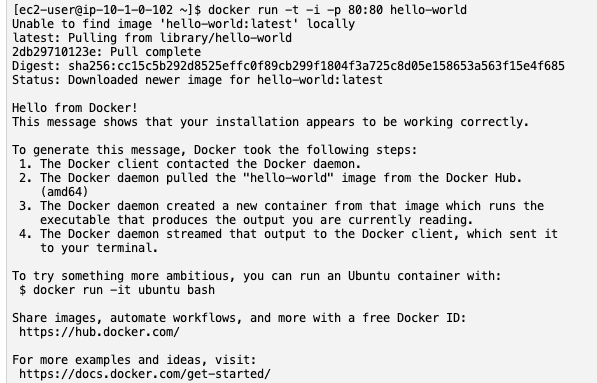 [ec2-user@ip-10-1-0-102 ~]$ docker run -t -i -p 80:80 hello-world
Unable to find image 'hello-world:latest' locally
latest: Pulling from library/hello-world
2db29710123e: Pull complete
Digest: sha256:cc15c5b292d8525effc0f89cb299f1804f3a725c8d05e158653a563f15e4f685
Status: Downloaded newer image for hello-world:latest

Hello from Docker!
This message shows that your installation appears to be working correctly.

To generate this message, Docker took the following steps:
 1. The Docker client contacted the Docker daemon.
 2. The Docker daemon pulled the "hello-world" image from the Docker Hub.
    (amd64)
 3. The Docker daemon created a new container from that image which runs the
    executable that produces the output you are currently reading.
 4. The Docker daemon streamed that output to the Docker client, which sent it
    to your terminal.

To try something more ambitious, you can run an Ubuntu container with:
 $ docker run -it ubuntu bash

Share images, automate workflows, and more with a free Docker ID:
 https://hub.docker.com/

For more examples and ideas, visit:
 https://docs.docker.com/get-started/